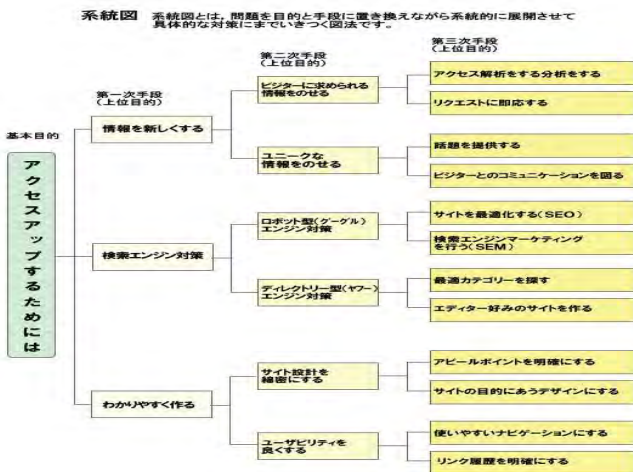 系統図 系統図とは，問題を目的と手段に置き換えながら系統的に展開させて
具体的な対策にまでいきつく図法です。
第三次手段
(上位目的)
第二次手段
(上位目的)
第一次手段
(上位目的)
基本目的
アクセスアップするためには
情報を新しくする
ビジターに求められる
情報をのせる
アクセス解析をする分析をする
リクエストに即応する
ユニークな
情報をのせる
話題を提供する
ビジターとのコミュニケーションを図る
検索エンジン対策
ロボット型(グーグル)
エンジン対策
サイトを最適化する(SEO)
検索エンジンマーケティング
を行う(SEM)
ディレクトリー型(ヤフー)
エンジン対策
最適カテゴリーを探す
エディター好みのサイトを作る
わかりやすく作る
サイト設計を
綿密にする
アピールポイントを明確にする
サイトの目的にあうデザインにする
ユーザビリティを
良くする
使いやすいナビゲーションにする
リンク履歴を明確にする